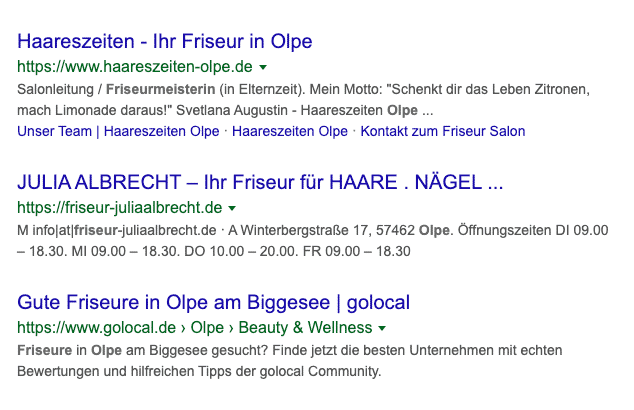 Haareszeiten - Ihr Friseur in Olpe
https://www.haareszeiten-olpe.de
Salonleitung / Friseurmeisterin (in Elternzeit). Mein Motto: "Schenkt dir das Leben Zitronen,
mach Limonade daraus!" Svetlana Augustin - Haareszeiten Olpe ...
Unser Team | Haareszeiten Olpe · Haareszeiten Olpe · Kontakt zum Friseur Salon
JULIA ALBRECHT – Ihr Friseur für HAARE . NÄGEL ...
https://friseur-juliaalbrecht.de
M info|at|friseur-juliaalbrecht.de · A Winterbergstraße 17, 57462 Olpe. Öffnungszeiten DI 09.00
– 18.30. MI 09.00 – 18.30. DO 10.00 – 20.00. FR 09.00 – 18.30
Gute Friseure in Olpe am Biggesee | golocal
https://www.golocal.de › Olpe › Beauty & Wellness
Friseure in Olpe am Biggesee gesucht? Finde jetzt die besten Unternehmen mit echten
Bewertungen und hilfreichen Tipps der golocal Community.